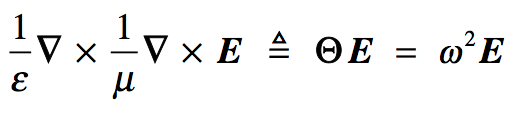 1/ε ∇ × 1/μ ∇ × E ≜ ΘE = ω²E